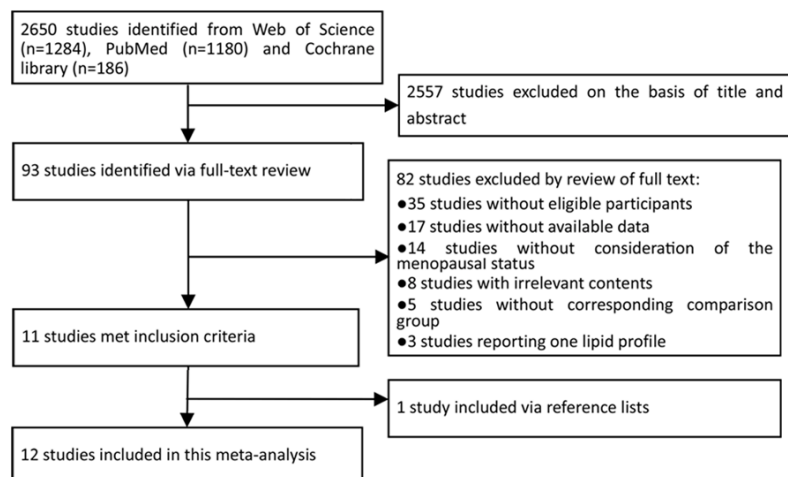 2650 studies identified from Web of Science
(n=1284), PubMed (n=1180) and Cochrane
library (n=186)
2557 studies excluded on the basis of title and
abstract
93 studies identified via full-text review
82 studies excluded by review of full text:
●35 studies without eligible participants
●17 studies without available data
●14 studies without consideration of the
menopausal status
●8 studies with irrelevant contents
●5 studies without corresponding comparison
group
●3 studies reporting one lipid profile
11 studies met inclusion criteria
1 study included via reference lists
12 studies included in this meta-analysis